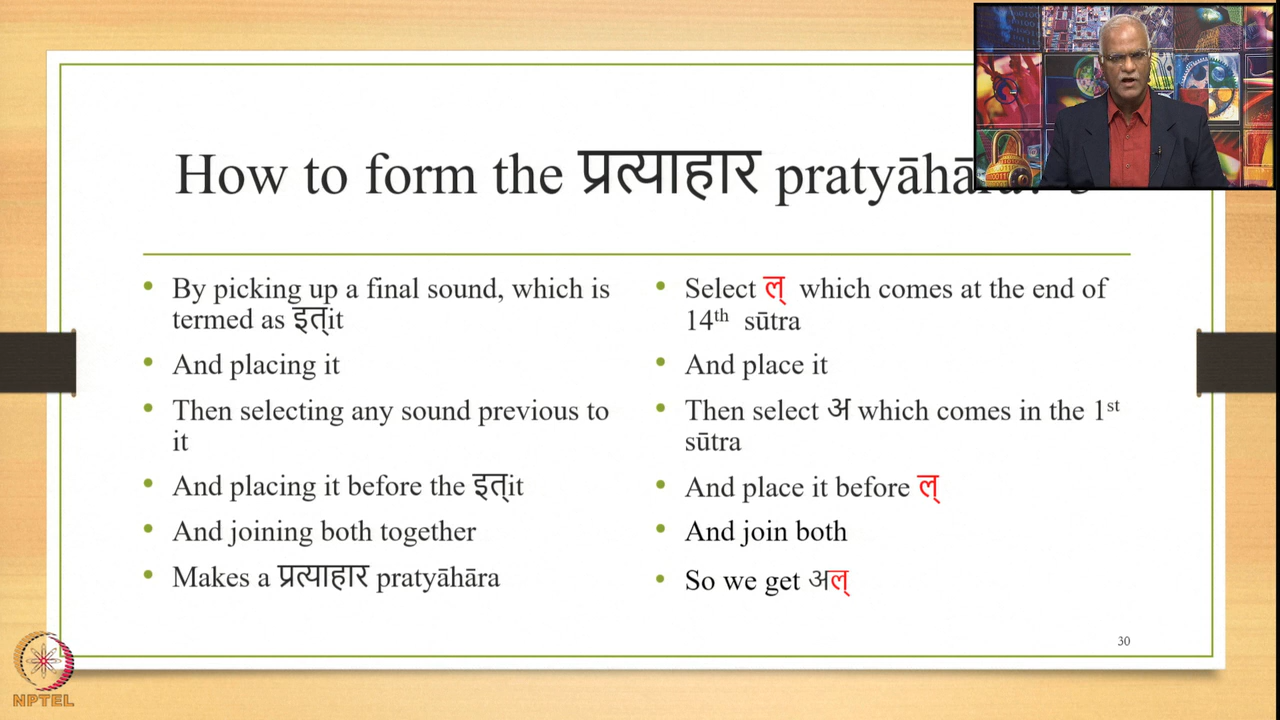 How to form the प्रत्याहार pratyāhā
By picking up a final sound, which is
termed as इत्it
And placing it
Then selecting any sound previous to
it
And placing it before the इत्it
And joining both together
Makes a प्रत्याहार pratyāhāra
Select ल् which comes at the end of
14th sūtra
And place it
Then select अ which comes in the 1st
sūtra
And place it before ल्
And join both
So we get अल्
30
NPTEL